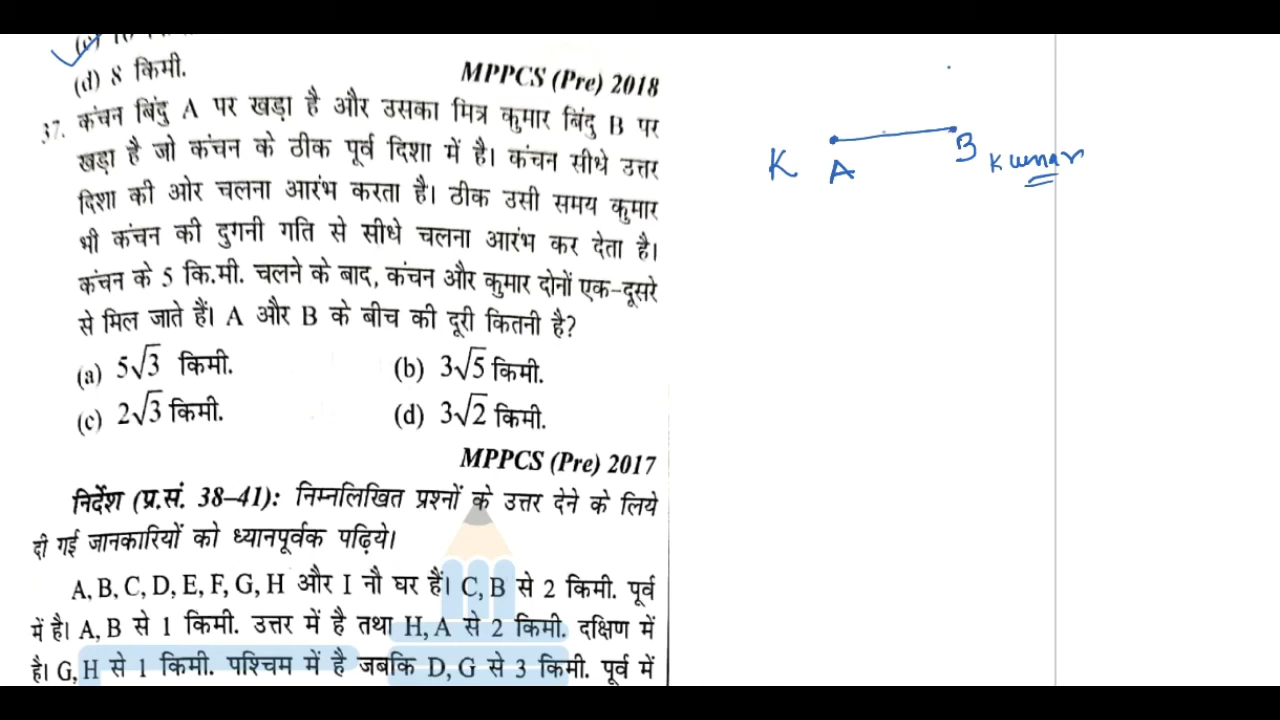 (d) 8 किमी.
MPPCS (Pre) 2018
37. कंचन बिंदु A पर खड़ा है और उसका मित्र कुमार बिंदु B पर
खड़ा है जो कंचन के ठीक पूर्व दिशा में है। कंचन सीधे उत्तर
दिशा की ओर चलना आरंभ करता है। ठीक उसी समय कुमार
भी कंचन की दुगनी गति से सीधे चलना आरंभ कर देता है।
कंचन के 5 कि.मी. चलने के बाद, कंचन और कुमार दोनों एक-दूसरे
से मिल जाते हैं। A और B के बीच की दूरी कितनी है?
(a) 5√3 किमी. (b) 3√5 किमी.
(c) 2√3 किमी. (d) 3√2 किमी.
MPPCS (Pre) 2017
निर्देश (प्र.सं. 38–41): निम्नलिखित प्रश्नों के उत्तर देने के लिये
दी गई जानकारियों को ध्यानपूर्वक पढ़िये।
A, B, C, D, E, F, G, H और I नौ घर हैं। C, B से 2 किमी. पूर्व
में है। A, B से 1 किमी. उत्तर में है तथा H, A से 2 किमी. दक्षिण में
है। G, H से 1 किमी. पश्चिम में है जबकि D, G से 3 किमी. पूर्व में
K A B Kumar